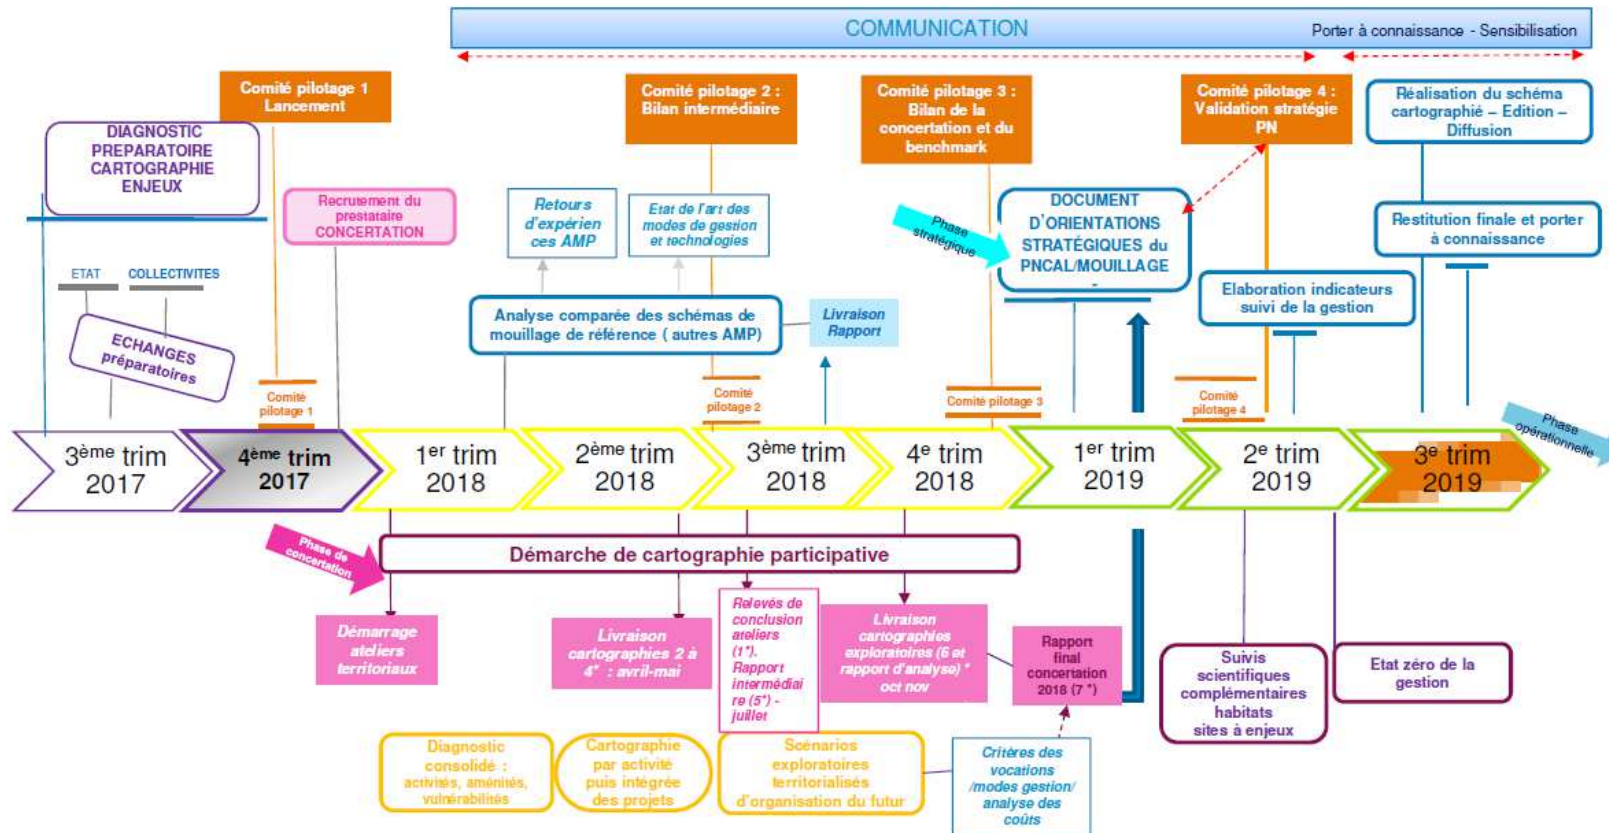 COMMUNICATION
Porter à connaissance - Sensibilisation
Comité pilotage 1
Lancement
Comité pilotage 2 :
Bilan intermédiaire
Comité pilotage 3 :
Bilan de la
concertation et du
benchmark
Comité pilotage 4 :
Validation stratégie
PN
Réalisation du schéma
cartographié – Edition –
Diffusion
DIAGNOSTIC
PREPARATOIRE
CARTOGRAPHIE
ENJEUX
Recrutement du
prestataire
CONCERTATION
Retours
d'expérien
ces AMP
Etat de l'art des
modes de gestion
et technologies
Phase
stratégique
DOCUMENT
D'ORIENTATIONS
STRATÉGIQUES du
PNCAL/MOUILLAGE
-
Restitution finale et porter
à connaissance
ETAT
COLLECTIVITES
ECHANGES
préparatoires
Analyse comparée des schémas de
mouillage de référence ( autres AMP)
Livraison
Rapport
Elaboration indicateurs
suivi de la gestion
Comité
pilotage 1
Comité
pilotage 2
Comité pilotage 3
Comité
pilotage 4
Phase
opérationnelle
3ème trim
2017
4ème trim
2017
1er trim
2018
2ème trim
2018
3ème trim
2018
4e trim
2018
1er trim
2019
2e trim
2019
3e trim
2019
Phase de
concertation
Démarche de cartographie participative
Démarrage
ateliers
territoriaux
Livraison
cartographies 2 à
4* : avril-mai
Relevés de
conclusion
ateliers
(1*).
Rapport
intermédiai
re (5*) -
juillet
Livraison
cartographies
exploratoires (6 et
rapport d'analyse) *
oct nov
Rapport
final
concertation
2018 (7 *)
Suivis
scientifiques
complémentaires
habitats
sites à enjeux
Etat zéro de la
gestion
Diagnostic
consolidé :
activités, aménités,
vulnérabilités
Cartographie
par activité
puis intégrée
des projets
Scénarios
exploratoires
territorialisés
d'organisation du futur
Critères des
vocations
/modes gestion/
analyse des
coûts